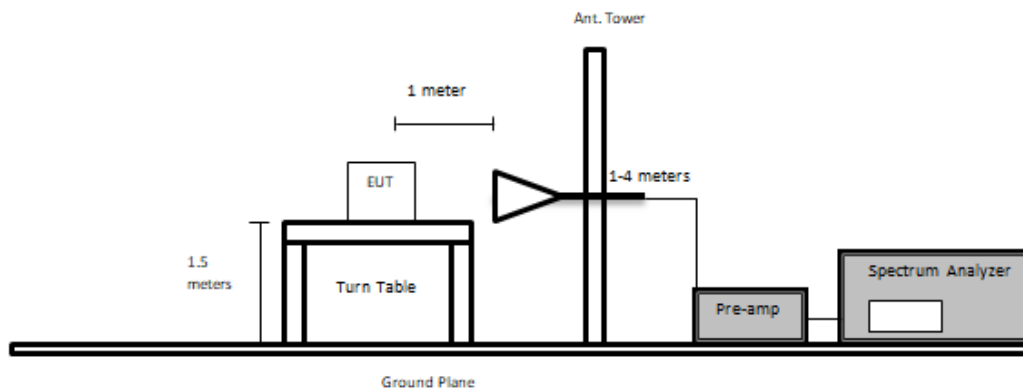 Ant. Tower
1 meter
EUT
1-4 meters
1.5
meters
Turn Table
Spectrum Analyzer
Pre-amp
Ground Plane